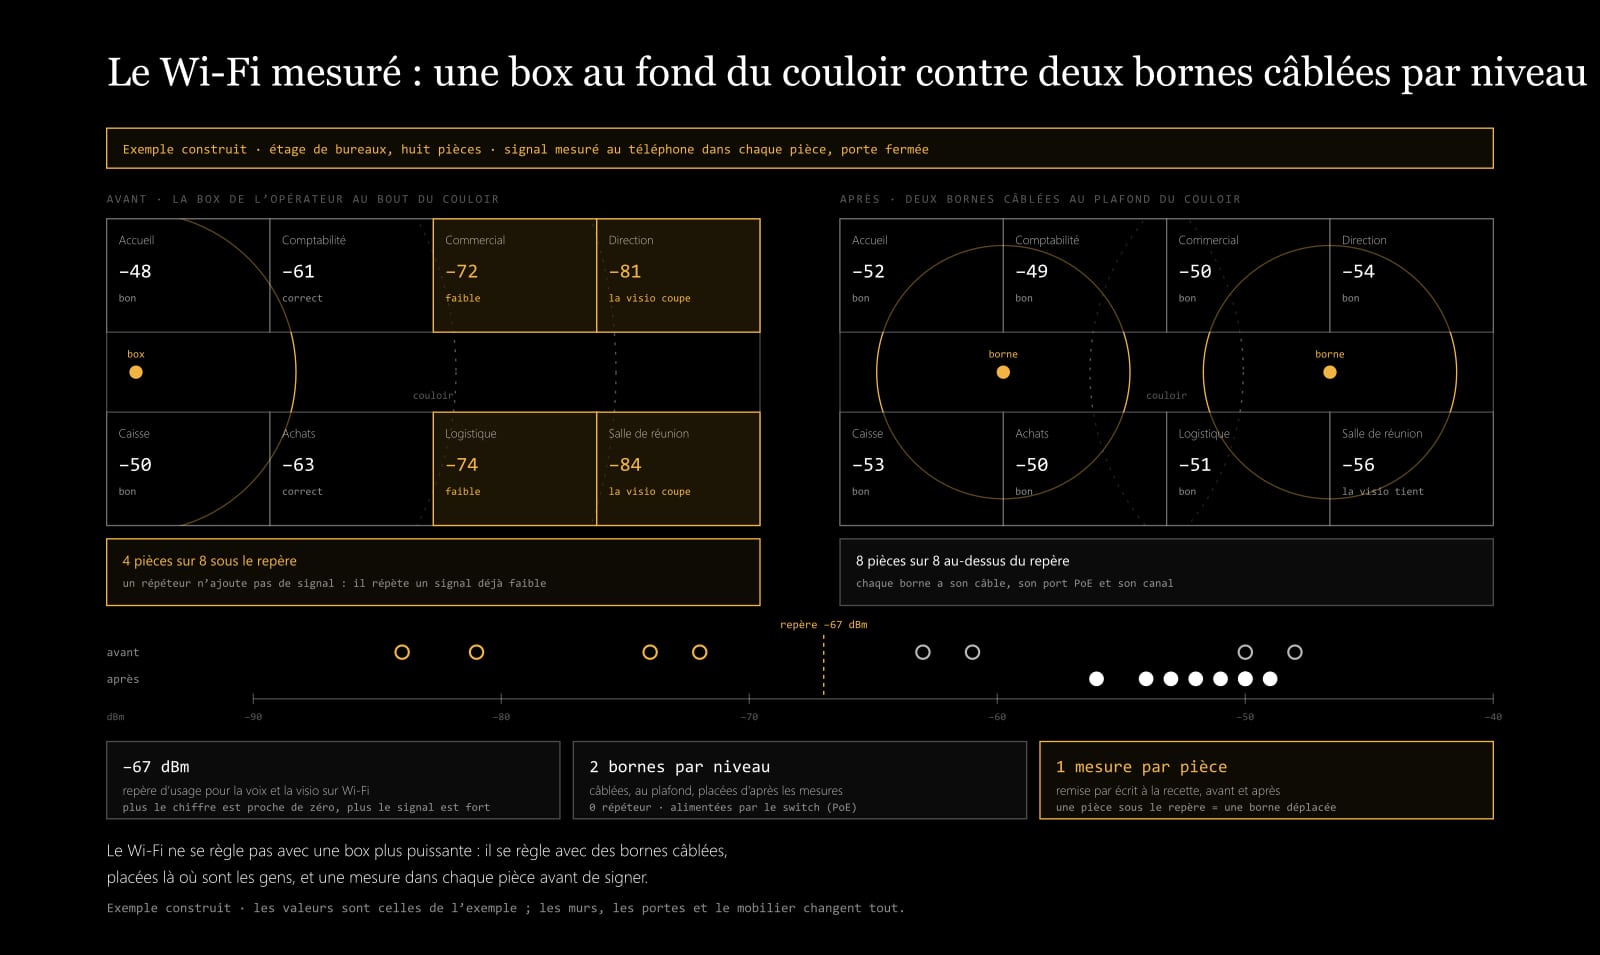 Le Wi-Fi mesuré : une box au fond du couloir contre deux bornes câblées par niveau
Exemple construit · étage de bureaux, huit pièces · signal mesuré au téléphone dans chaque pièce, porte fermée
AVANT · LA BOX DE L’OPÉRATEUR AU BOUT DU COULOIR
Accueil
Comptabilité
Commercial
Direction
−48
−61
−72
−81
bon
correct
faible
la visio coupe
box
couloir
Caisse
Achats
Logistique
Salle de réunion
−50
−63
−74
−84
bon
correct
faible
la visio coupe
4 pièces sur 8 sous le repère
un répéteur n’ajoute pas de signal : il répète un signal déjà faible
APRÈS · DEUX BORNES CÂBLÉES AU PLAFOND DU COULOIR
Accueil
Comptabilité
Commercial
Direction
−52
−49
−50
−54
bon
bon
bon
bon
borne
borne
couloir
Caisse
Achats
Logistique
Salle de réunion
−53
−50
−51
−56
bon
bon
bon
la visio tient
8 pièces sur 8 au-dessus du repère
chaque borne a son câble, son port PoE et son canal
repère −67 dBm
avant
après
dBm
−90
−80
−70
−60
−50
−40
−67 dBm
repère d’usage pour la voix et la visio sur Wi-Fi
plus le chiffre est proche de zéro, plus le signal est fort
2 bornes par niveau
câblées, au plafond, placées d’après les mesures
0 répéteur · alimentées par le switch (PoE)
1 mesure par pièce
remise par écrit à la recette, avant et après
une pièce sous le repère = une borne déplacée
Le Wi-Fi ne se règle pas avec une box plus puissante : il se règle avec des bornes câblées,
placées là où sont les gens, et une mesure dans chaque pièce avant de signer.
Exemple construit · les valeurs sont celles de l’exemple ; les murs, les portes et le mobilier changent tout.